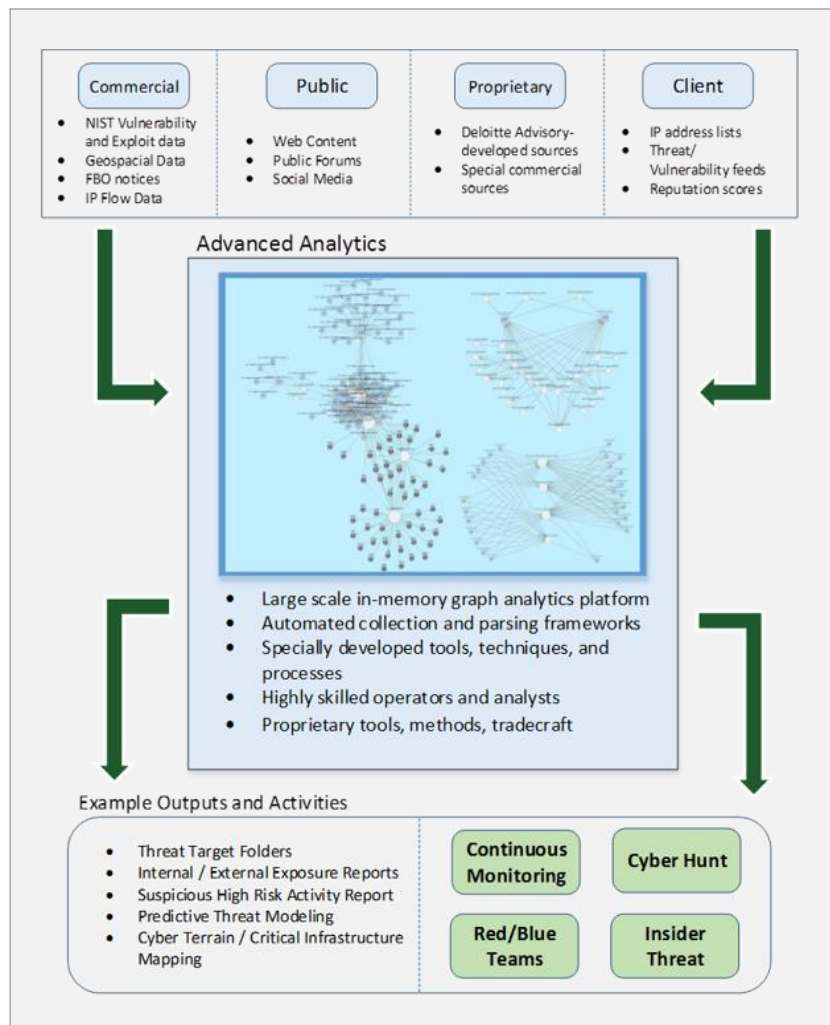 Commercial
NIST Vulnerability
and Exploit data
Geospacial Data
FBO notices
IP Flow Data
Public
Web Content
Public Forums
Social Media
Proprietary
Deloitte Advisory-
developed sources
Special commercial
sources
Client
IP address lists
Threat/
Vulnerability feeds
Reputation scores
Advanced Analytics
Large scale in-memory graph analytics platform
Automated collection and parsing frameworks
Specially developed tools, techniques, and
processes
Highly skilled operators and analysts
Proprietary tools, methods, tradecraft
Example Outputs and Activities
Threat Target Folders
Internal / External Exposure Reports
Suspicious High Risk Activity Report
Predictive Threat Modeling
Cyber Terrain / Critical Infrastructure
Mapping
Continuous
Monitoring
Cyber Hunt
Red/Blue
Teams
Insider
Threat